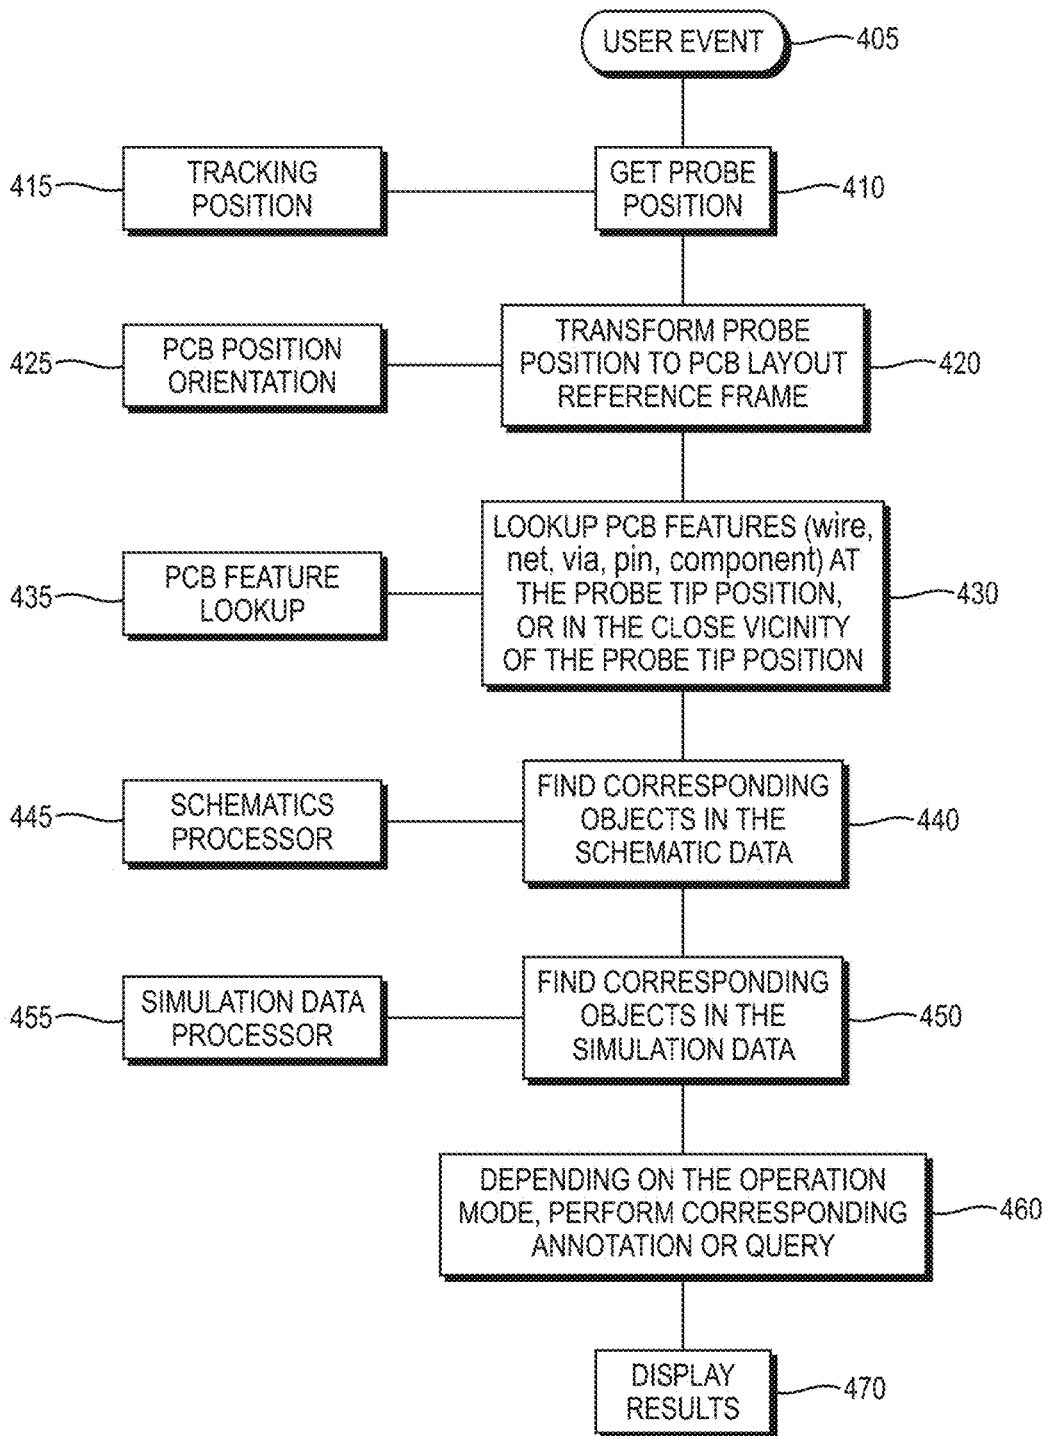 USER EVENT
405
TRACKING
POSITION
415
GET PROBE
POSITION
410
PCB POSITION
ORIENTATION
425
TRANSFORM PROBE
POSITION TO PCB LAYOUT
REFERENCE FRAME
420
PCB FEATURE
LOOKUP
435
LOOKUP PCB FEATURES (wire,
net, via, pin, component) AT
THE PROBE TIP POSITION,
OR IN THE CLOSE VICINITY
OF THE PROBE TIP POSITION
430
SCHEMATICS
PROCESSOR
445
FIND CORRESPONDING
OBJECTS IN THE
SCHEMATIC DATA
440
SIMULATION DATA
PROCESSOR
455
FIND CORRESPONDING
OBJECTS IN THE
SIMULATION DATA
450
DEPENDING ON THE OPERATION
MODE, PERFORM CORRESPONDING
ANNOTATION OR QUERY
460
DISPLAY
RESULTS
470